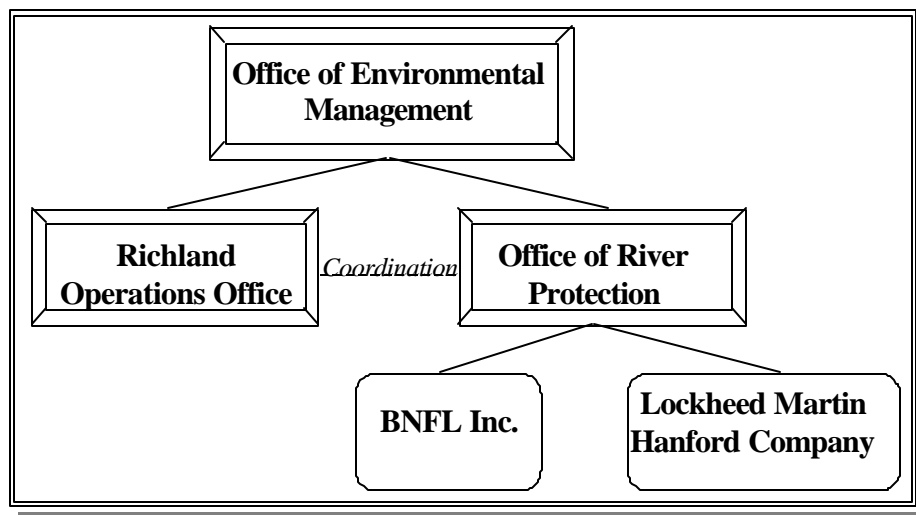 Office of Environmental
Management
Richland
Operations Office
Coordination
Office of River
Protection
BNFL Inc.
Lockheed Martin
Hanford Company